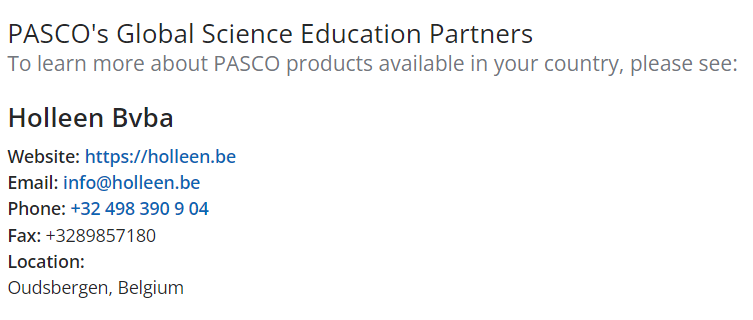 PASCO's Global Science Education Partners
To learn more about PASCO products available in your country, please see:
Holleen Bvba
Website: https://holleen.be
Email: info@holleen.be
Phone: +32 498 390 9 04
Fax: +3289857180
Location:
Oudsbergen, Belgium